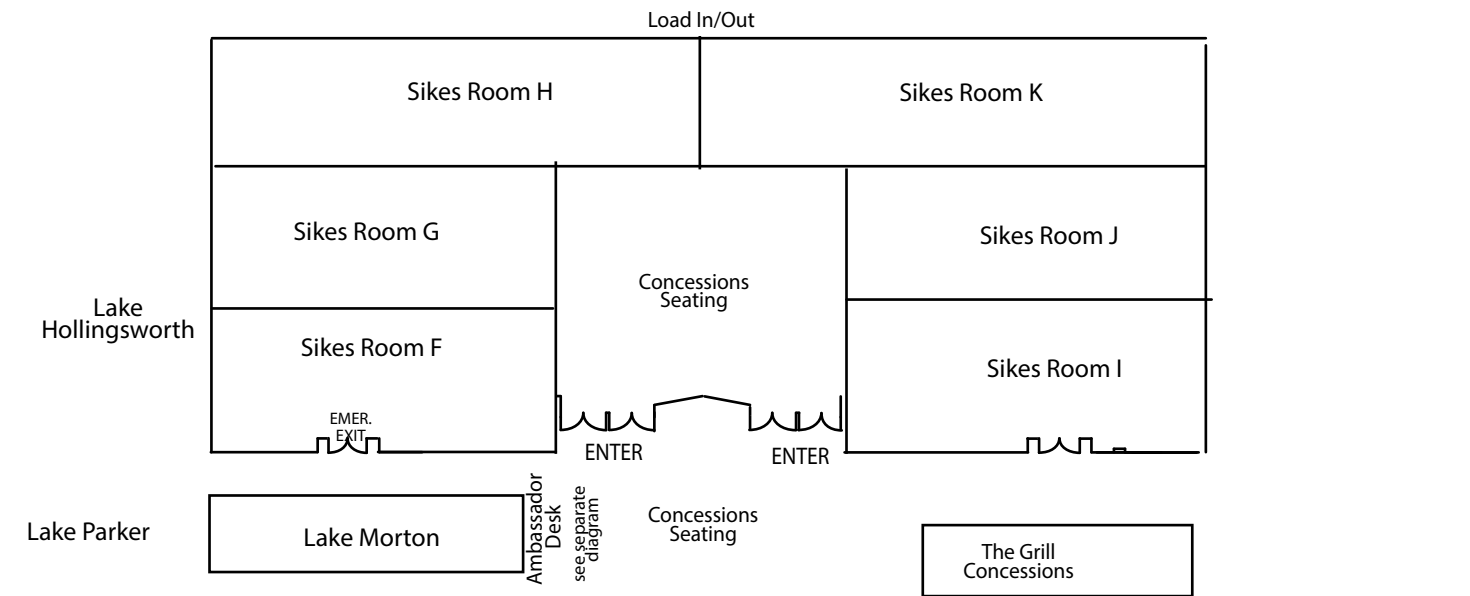 Load In/Out
Sikes Room H
Sikes Room K
Sikes Room G
Sikes Room J
Concessions
Seating
Lake
Hollingsworth
Sikes Room F
Sikes Room I
EMER.
EXIT
ENTER
ENTER
Ambassador
Desk
see separate
diagram
Concessions
Seating
Lake Parker
Lake Morton
The Grill
Concessions